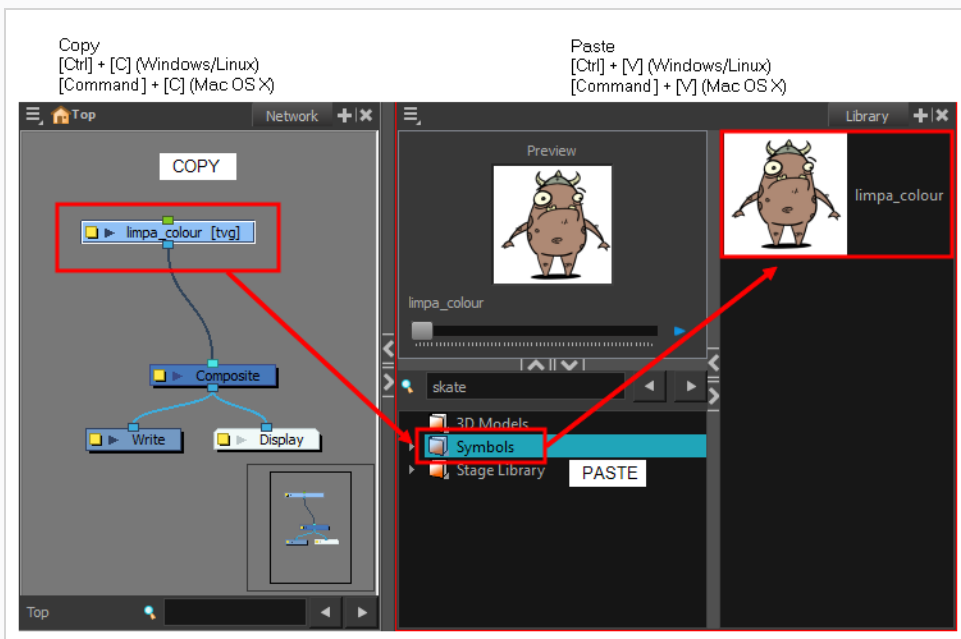 Copy
[Ctrl] + [C] (Windows/Linux)
[Command] + [C] (Mac OS X)
Paste
[Ctrl] + [V] (Windows/Linux)
[Command] + [V] (Mac OS X)
Top
Network
Library
COPY
limpa_colour [tvg]
Composite
Write
Display
Top
Preview
limpa_colour
skate
3D Models
Symbols
Stage Library
PASTE
limpa_colour